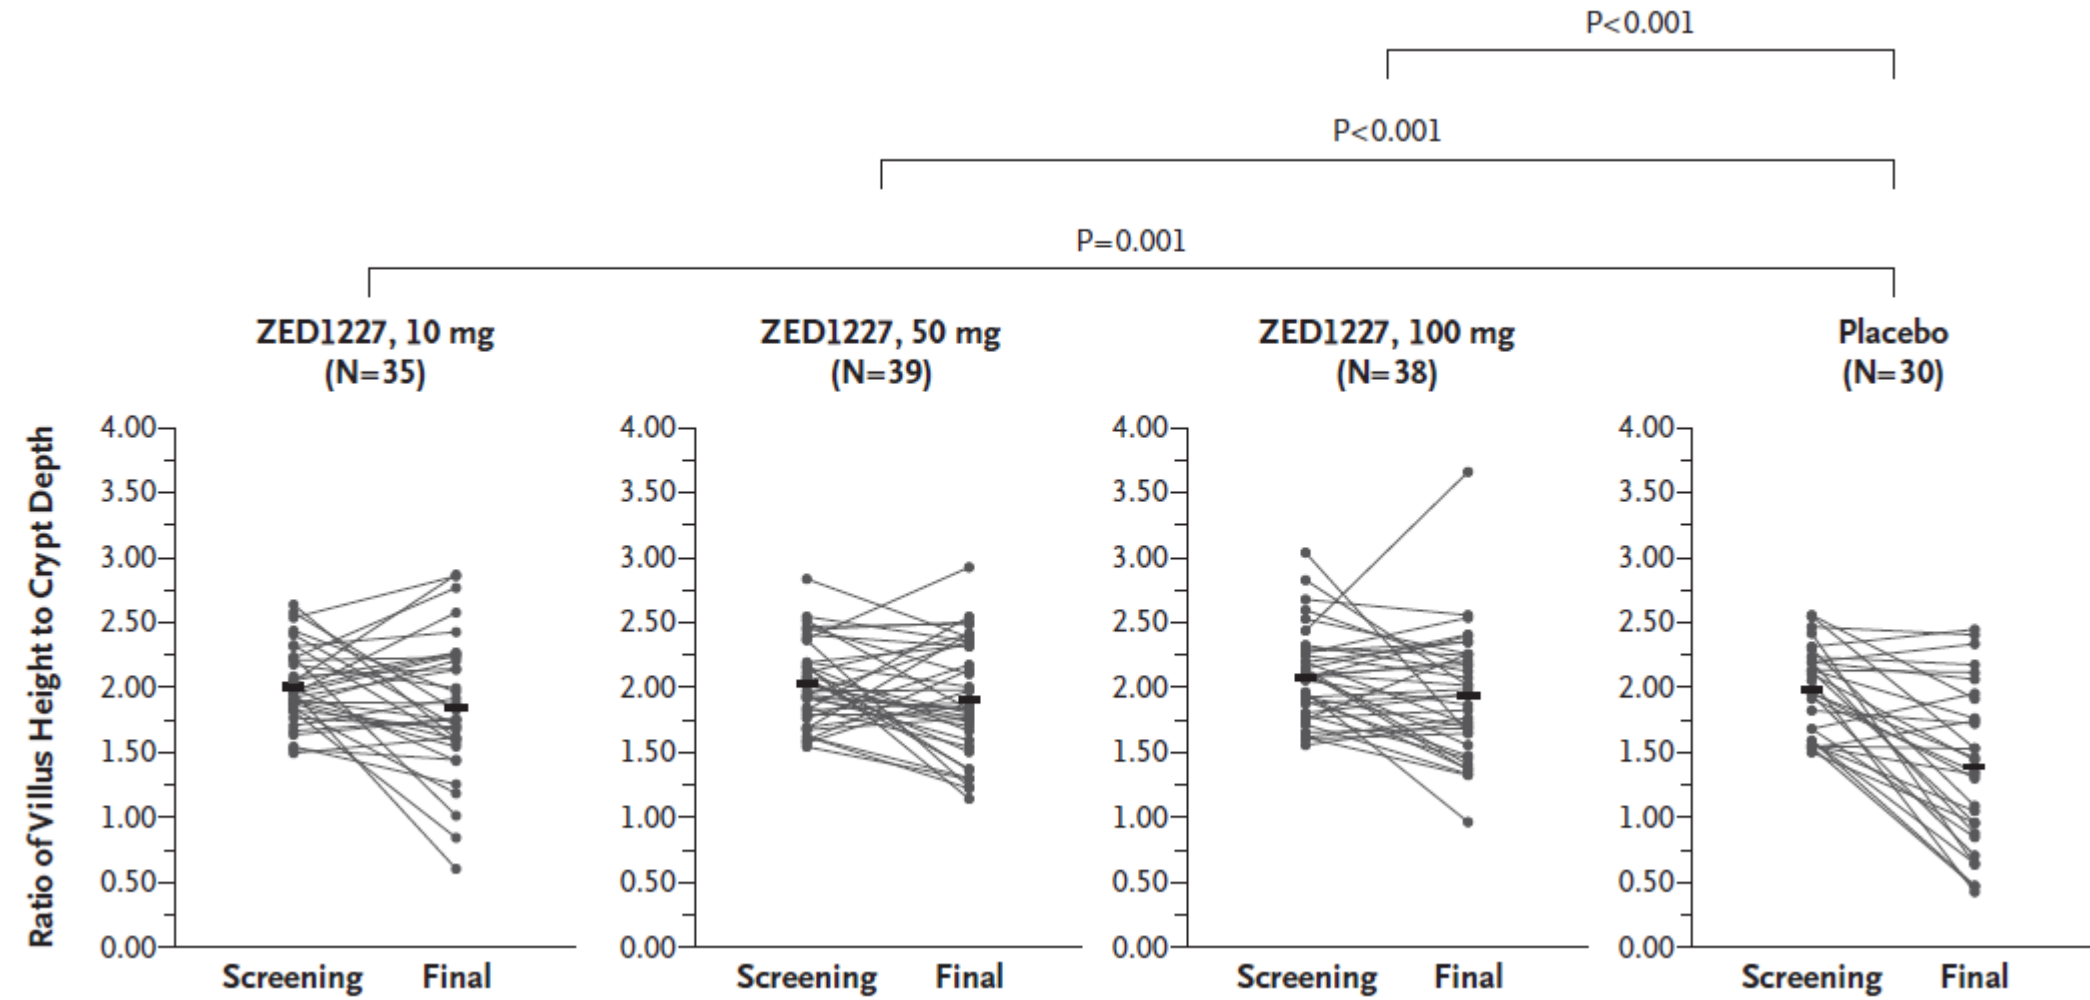 P<0.001
P<0.001
P=0.001
ZED1227, 10 mg
(N=35)
ZED1227, 50 mg
(N=39)
ZED1227, 100 mg
(N=38)
Placebo
(N=30)
Ratio of Villus Height to Crypt Depth
4.00
3.50
3.00
2.50
2.00
1.50
1.00
0.50
0.00
Screening Final
4.00
3.50
3.00
2.50
2.00
1.50
1.00
0.50
0.00
Screening Final
4.00
3.50
3.00
2.50
2.00
1.50
1.00
0.50
0.00
Screening Final
4.00
3.50
3.00
2.50
2.00
1.50
1.00
0.50
0.00
Screening Final